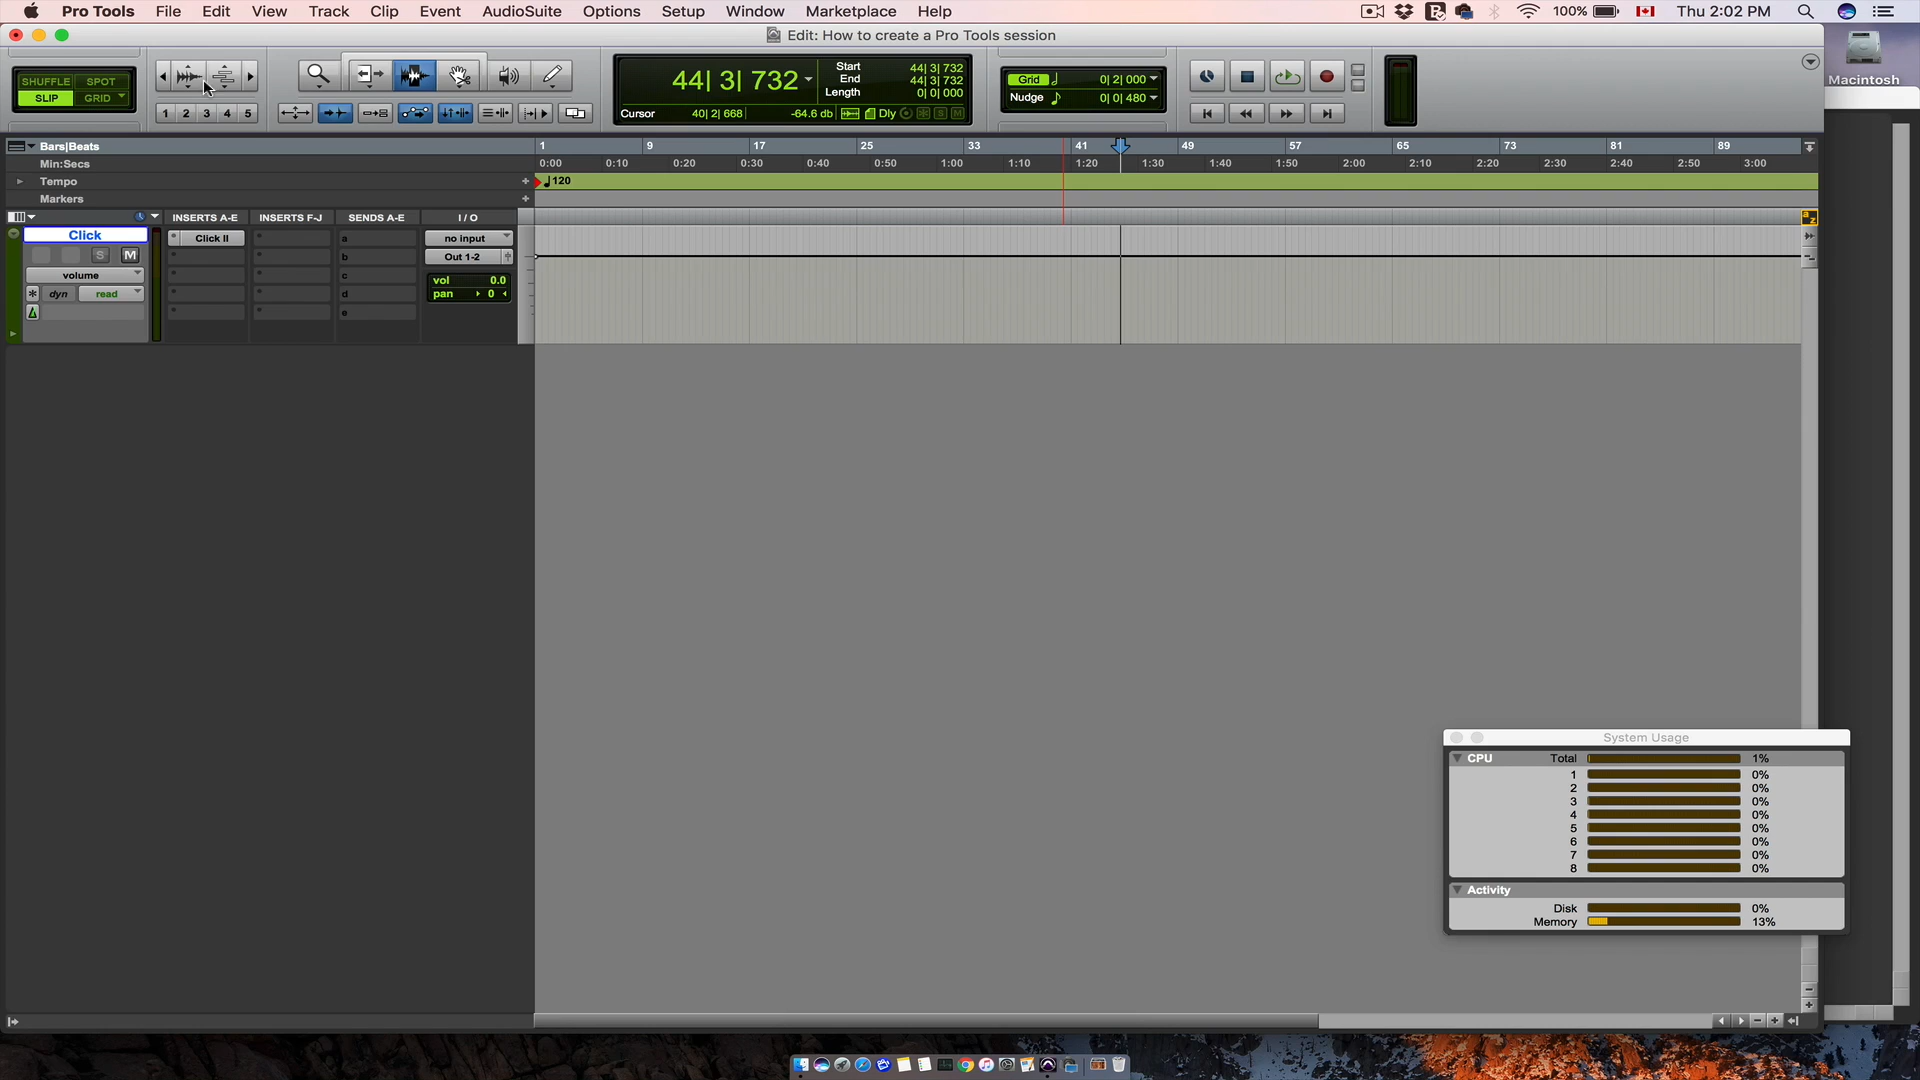 Pro Tools File Edit View Track Clip Event AudioSuite Options Setup Window Marketplace Help 100% Thu 2:02 PM
Edit: How to create a Pro Tools session
Macintosh
SHUFFLE SPOT
SLIP GRID
1 2 3 4 5
44| 3| 732
Start 44| 3| 732
End 44| 3| 732
Length 0| 0| 000
Cursor 40| 2| 668 -64.6 db Dly S M
Grid 0| 2| 000
Nudge 0| 0| 480
Bars|Beats 1 9 17 25 33 41 49 57 65 73 81 89
Min:Secs 0:00 0:10 0:20 0:30 0:40 0:50 1:00 1:10 1:20 1:30 1:40 1:50 2:00 2:10 2:20 2:30 2:40 2:50 3:00
Tempo 120
Markers
INSERTS A-E INSERTS F-J SENDS A-E I / O
a z
Click
Click II
a
no input
S M
b
Out 1-2
volume
c
vol 0.0
dyn read
d
pan 0
e
System Usage
CPU Total 1%
1 0%
2 0%
3 0%
4 0%
5 0%
6 0%
7 0%
8 0%
Activity
Disk 0%
Memory 13%